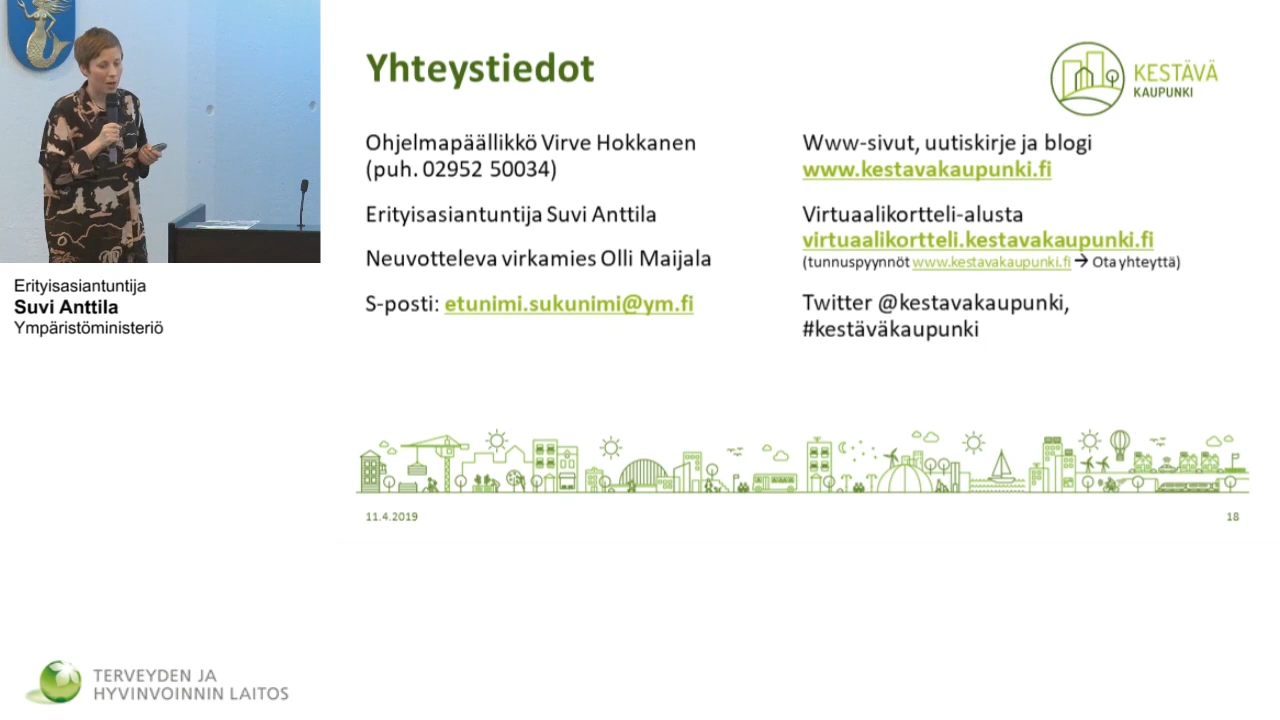 Yhteystiedot
KESTÄVÄ
KAUPUNKI
Ohjelmapäällikkö Virve Hokkanen
(puh. 02952 50034)
Erityisasiantuntija Suvi Anttila
Neuvotteleva virkamies Olli Maijala
S-posti: etunimi.sukunimi@ym.fi
Www-sivut, uutiskirje ja blogi
www.kestavakaupunki.fi
Virtuaalikortteli-alusta
virtuaalikortteli.kestavakaupunki.fi
(tunnuspyynnöt www.kestavakaupunki.fi → Ota yhteyttä)
Twitter @kestavakaupunki,
#kestäväkaupunki
11.4.2019
18
Erityisasiantuntija
Suvi Anttila
Ympäristöministeriö
TERVEYDEN JA
HYVINVOINNIN LAITOS